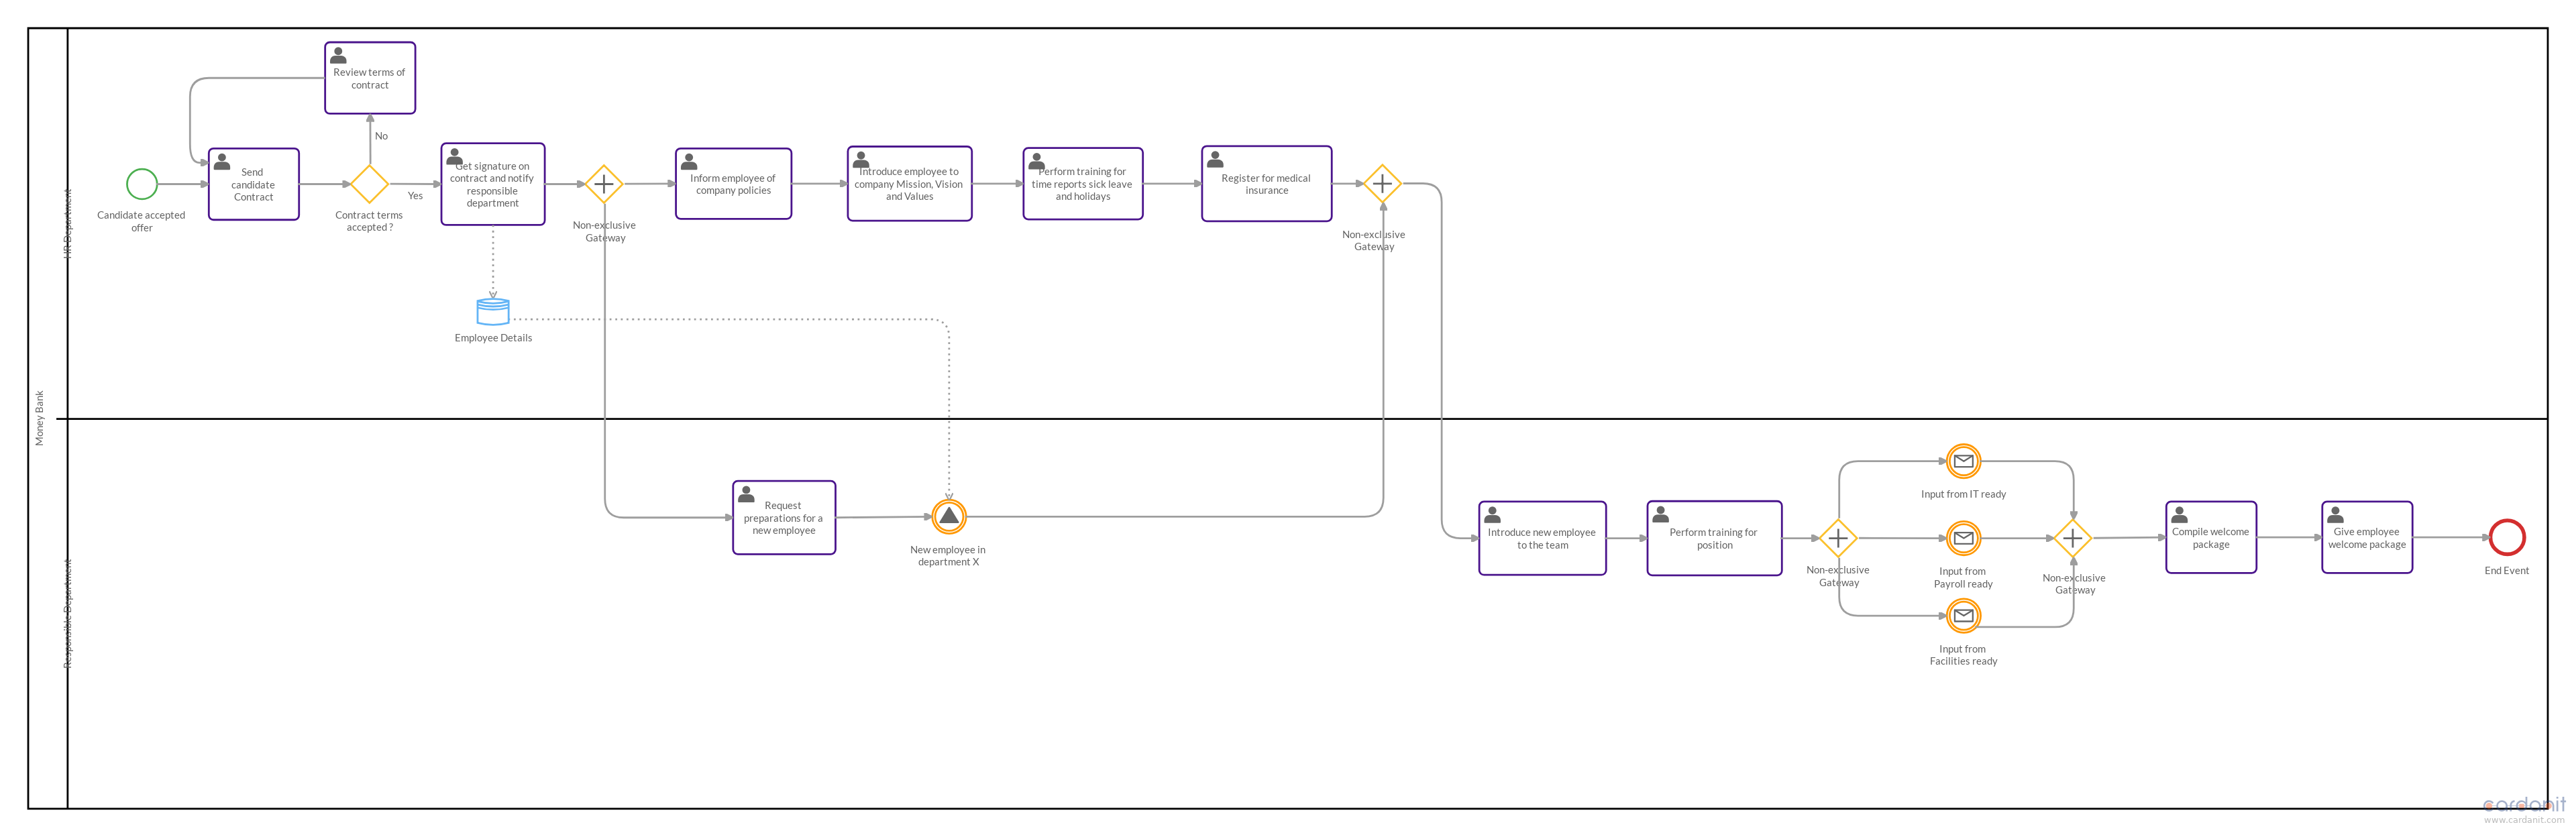 Money Bank
HR Department
Responsible Department
Review terms of
contract
No
Candidate accepted
offer
Send
candidate
Contract
Contract terms
accepted ?
Yes
Get signature on
contract and notify
responsible
department
Non-exclusive
Gateway
Inform employee of
company policies
Introduce employee to
company Mission, Vision
and Values
Perform training for
time reports sick leave
and holidays
Register for medical
insurance
Non-exclusive
Gateway
Employee Details
Request
preparations for a
new employee
New employee in
department X
Introduce new employee
to the team
Perform training for
position
Non-exclusive
Gateway
Input from IT ready
Input from
Payroll ready
Input from
Facilities ready
Non-exclusive
Gateway
Compile welcome
package
Give employee
welcome package
End Event
cardanit
www.cardanit.com